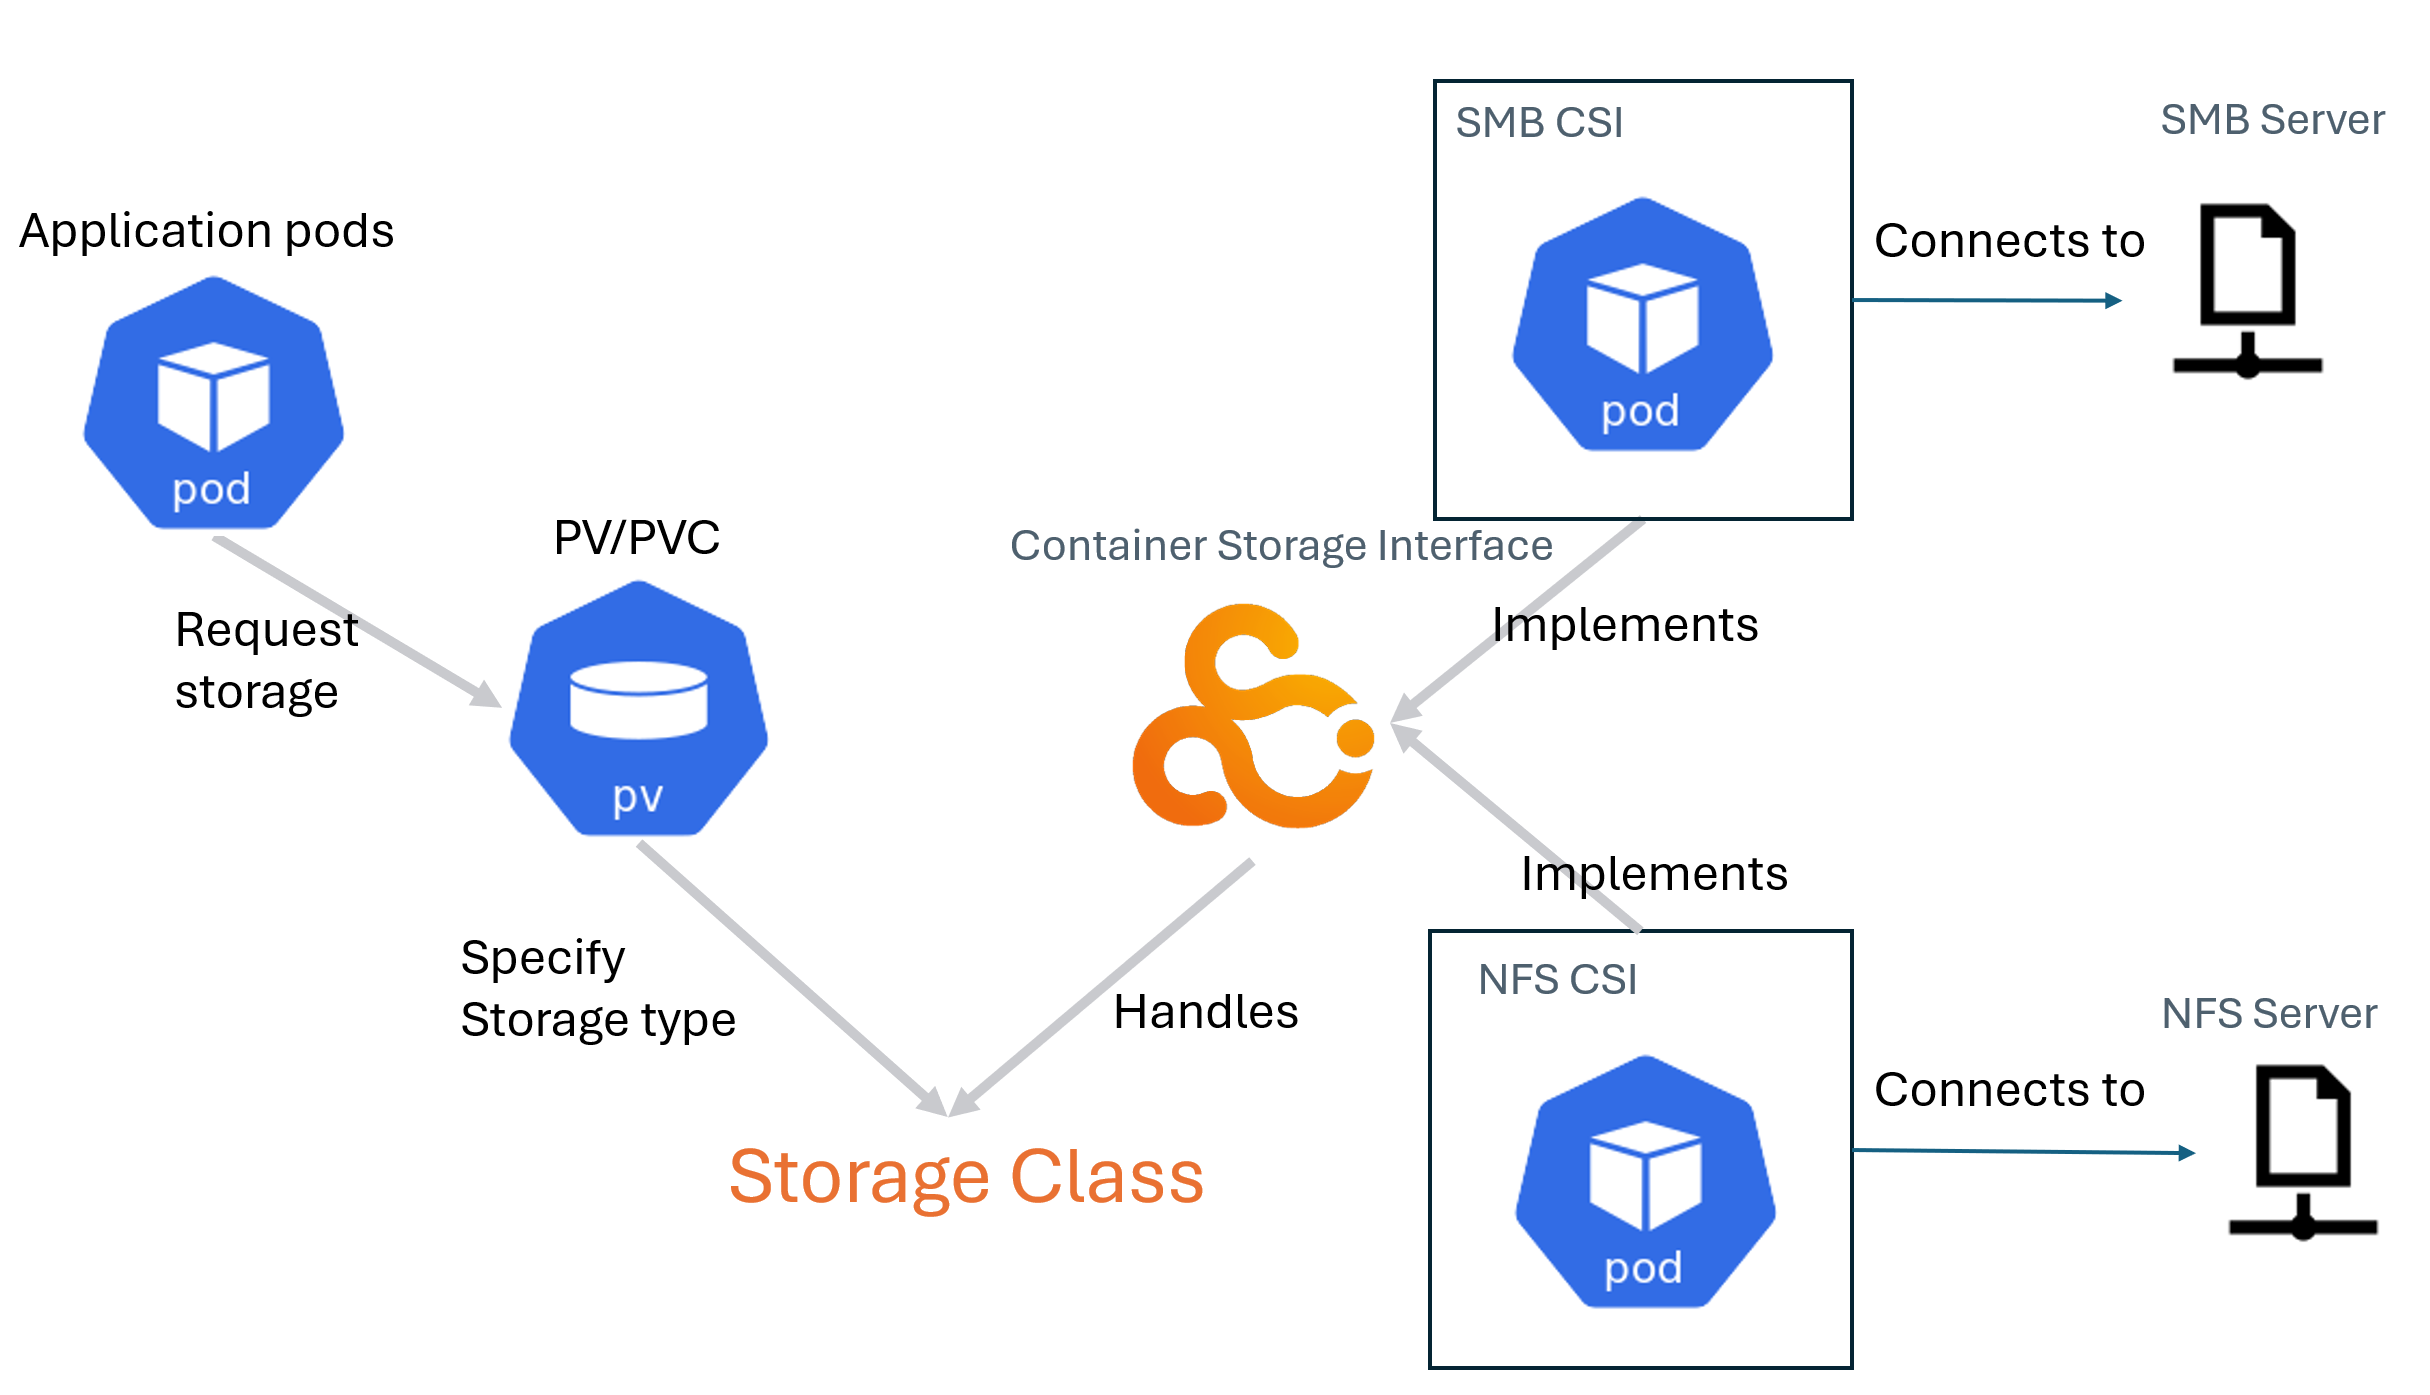 SMB CSI
SMB Server
Application pods
Connects to
pod
pod
PV/PVC
Container Storage Interface
Request
storage
Implements
pv
Implements
Specify
Storage type
Handles
NFS CSI
NFS Server
Connects to
Storage Class
pod